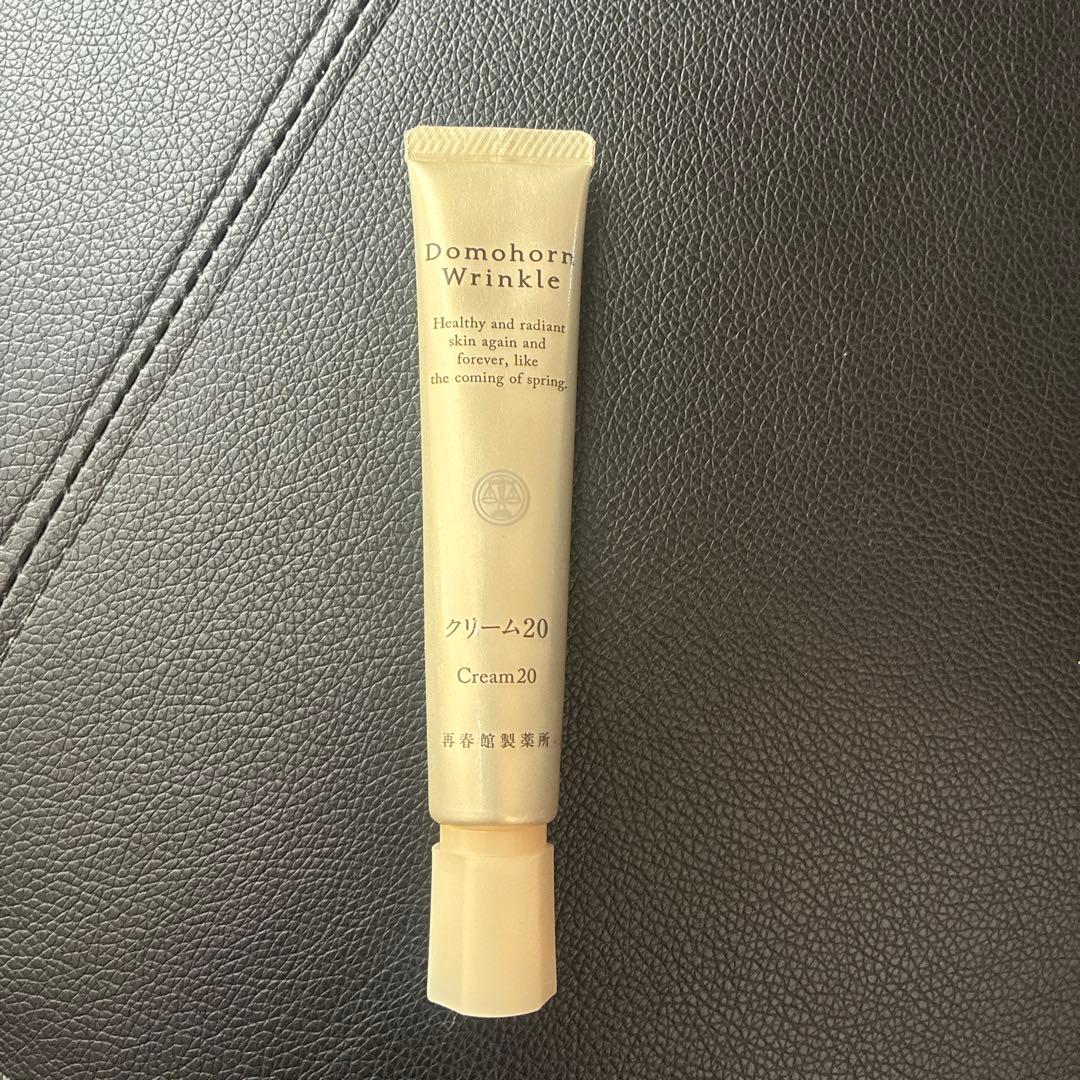 Domohorn
Wrinkle
Healthy and radiant
skin again and
forever, like
the coming of spring.
クリーム20
Cream20
再春館製薬所